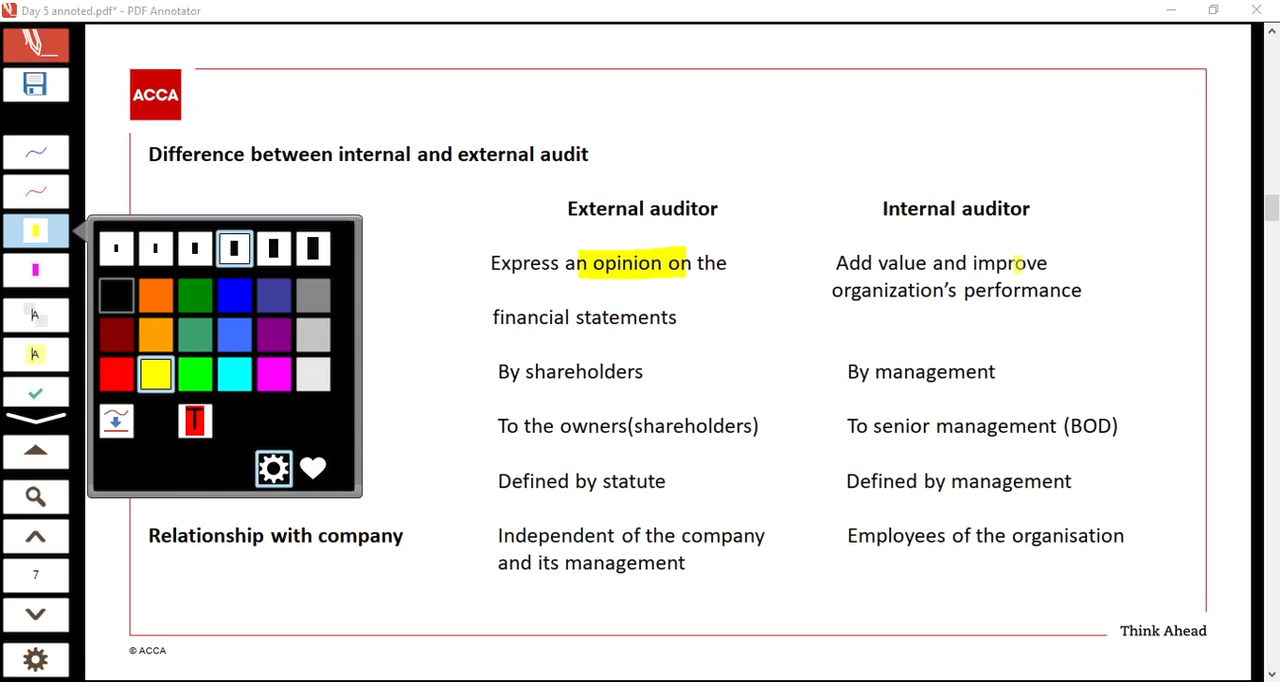 Day 5 annoted.pdf* - PDF Annotator
ACCA
Difference between internal and external audit
External auditor Internal auditor
Express an opinion on the Add value and improve
organization's performance
financial statements
By shareholders By management
To the owners(shareholders) To senior management (BOD)
Defined by statute Defined by management
Relationship with company Independent of the company Employees of the organisation
and its management
Think Ahead
© ACCA
A
A
T
7